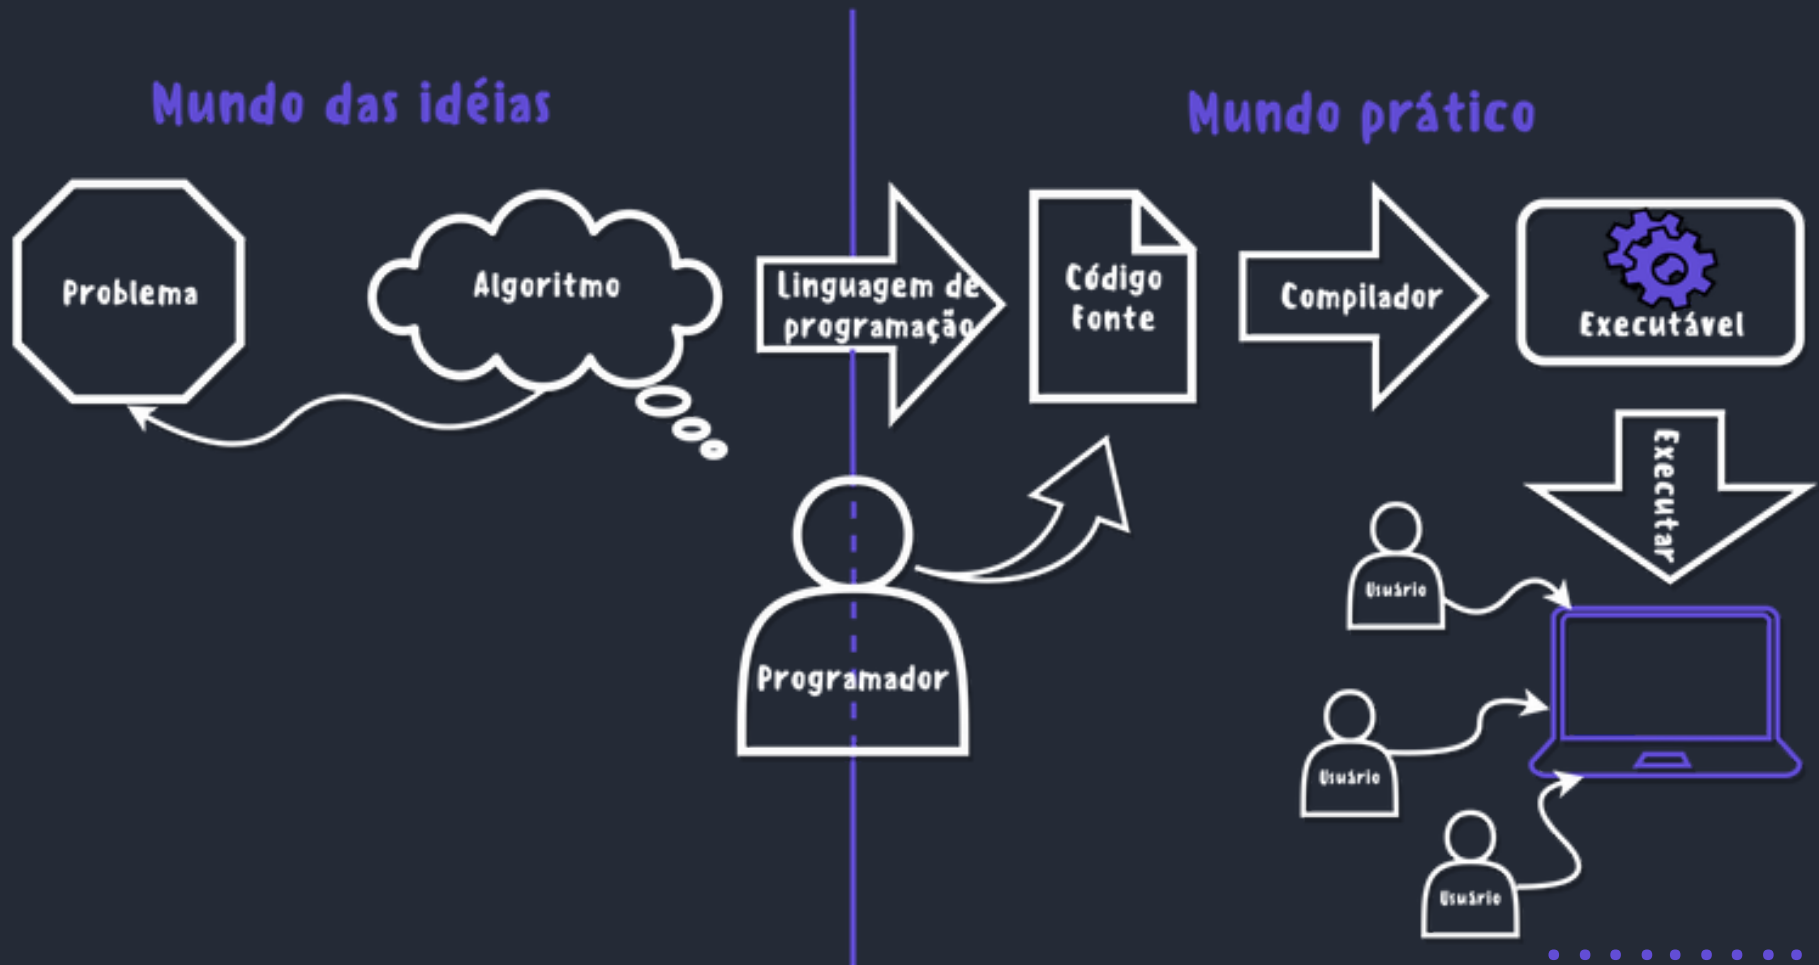 Mundo das idéias
Mundo prático
Problema
Algoritmo
Linguagem de
programação
Código
Fonte
Compilador
Executável
Executar
Programador
Usuário
Usuário
Usuário